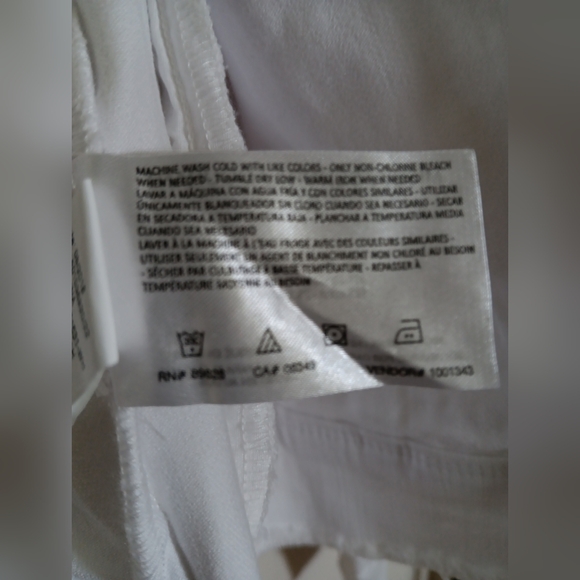 MACHINE WASH COLD WITH LIKE COLORS - ONLY NON-CHLORINE BLEACH
WHEN NEEDED - TUMBLE DRY LOW - WARM IRON WHEN NEEDED
LAVAR A MÁQUINA CON AGUA FRÍA Y CON COLORES SIMILARES - UTILIZAR
ÚNICAMENTE BLANQUEADOR SIN CLORO CUANDO SEA NECESARIO - SECAR
EN SECADORA A TEMPERATURA BAJA - PLANCHAR A TEMPERATURA MEDIA
CUANDO SEA NECESARIO
LAVER À LA MACHINE À L'EAU FROIDE AVEC DES COULEURS SIMILAIRES -
UTILISER SEULEMENT UN AGENT DE BLANCHIMENT NON CHLORÉ AU BESOIN
- SÉCHER PAR CULBUTAGE À BASSE TEMPÉRATURE - REPASSER À
TEMPÉRATURE MOYENNE AU BESOIN
RN# CA# VENDOR# 1001343